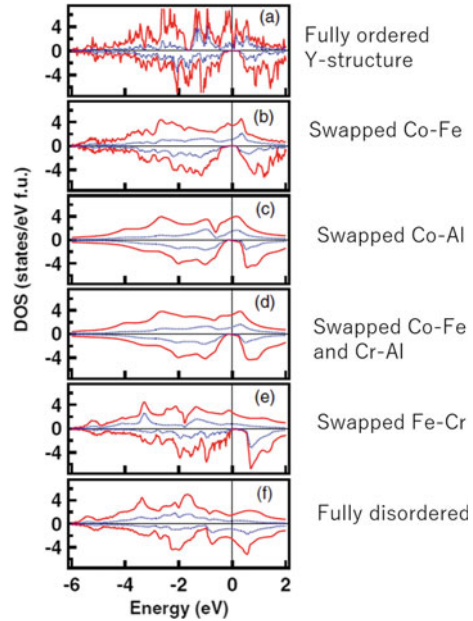 (a)
4
0
-4
Fully ordered
Y-structure
(b)
4
0
-4
Swapped Co-Fe
(c)
4
0
-4
Swapped Co-Al
(d)
4
0
-4
Swapped Co-Fe
and Cr-Al
(e)
4
0
-4
Swapped Fe-Cr
(f)
4
0
-4
Fully disordered
DOS (states/eV f.u.)
-6 -4 -2 0 2
Energy (eV)